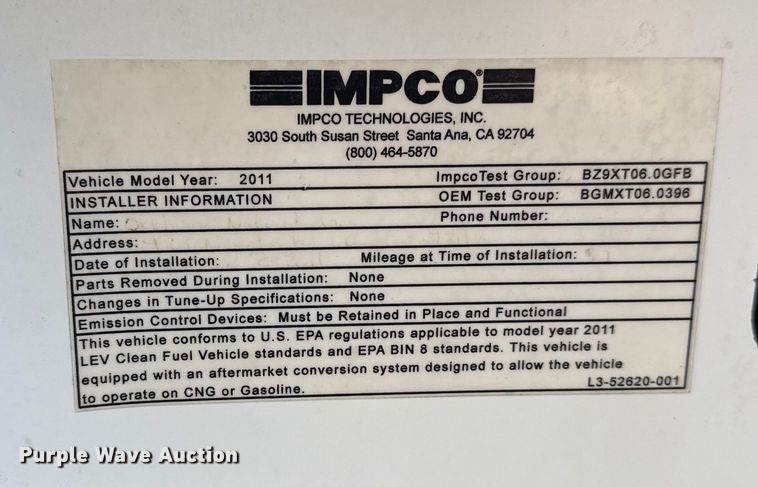 IMPCO®
IMPCO TECHNOLOGIES, INC.
3030 South Susan Street Santa Ana, CA 92704
(800) 464-5870
Vehicle Model Year: 2011 ImpcoTest Group: BZ9XT06.0GFB
INSTALLER INFORMATION OEM Test Group: BGMXT06.0396
Name: Phone Number:
Address:
Date of Installation: Mileage at Time of Installation:
Parts Removed During Installation: None
Changes in Tune-Up Specifications: None
Emission Control Devices: Must be Retained in Place and Functional
This vehicle conforms to U.S. EPA regulations applicable to model year 2011
LEV Clean Fuel Vehicle standards and EPA BIN 8 standards. This vehicle is
equipped with an aftermarket conversion system designed to allow the vehicle
to operate on CNG or Gasoline. L3-52620-001
Purple Wave Auction